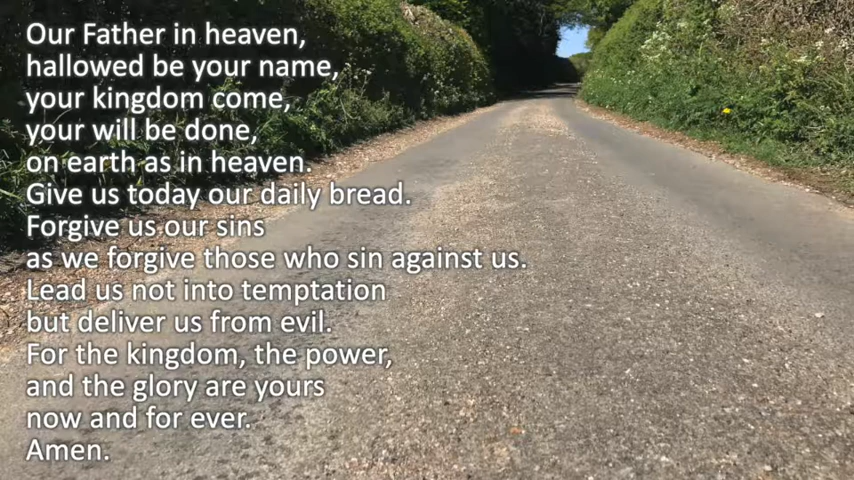 Our Father in heaven,
hallowed be your name,
your kingdom come,
your will be done,
on earth as in heaven.
Give us today our daily bread.
Forgive us our sins
as we forgive those who sin against us.
Lead us not into temptation
but deliver us from evil.
For the kingdom, the power,
and the glory are yours
now and for ever.
Amen.